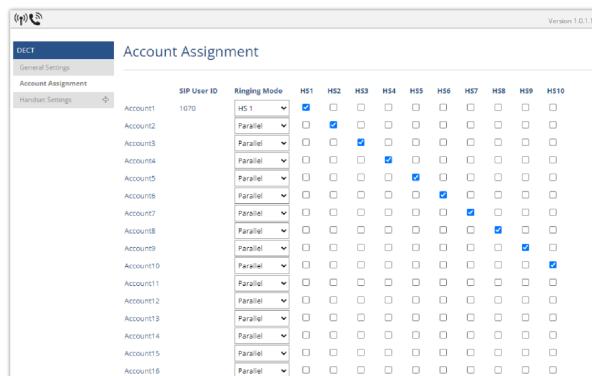 Version 1.0.1.1
DECT
General Settings
Account Assignment
Handset Settings
Account Assignment
SIP User ID Ringing Mode HS1 HS2 HS3 HS4 HS5 HS6 HS7 HS8 HS9 HS10
Account1 1070 HS 1
Account2 Parallel
Account3 Parallel
Account4 Parallel
Account5 Parallel
Account6 Parallel
Account7 Parallel
Account8 Parallel
Account9 Parallel
Account10 Parallel
Account11 Parallel
Account12 Parallel
Account13 Parallel
Account14 Parallel
Account15 Parallel
Account16 Parallel